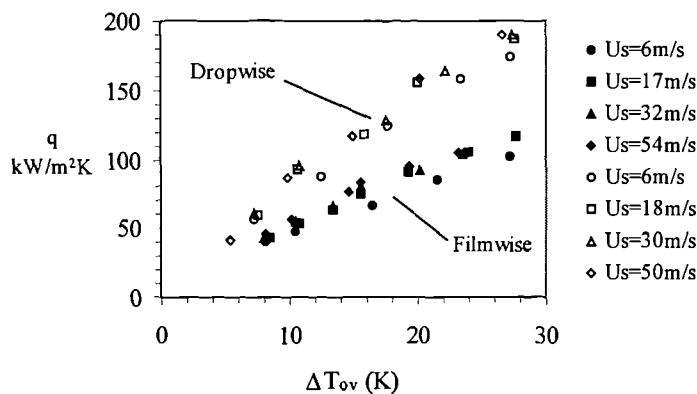 200
150
100
50
0
q
kW/m²K
Dropwise
Filmwise
0 10 20 30
ΔTov (K)
Us=6m/s
Us=17m/s
Us=32m/s
Us=54m/s
Us=6m/s
Us=18m/s
Us=30m/s
Us=50m/s